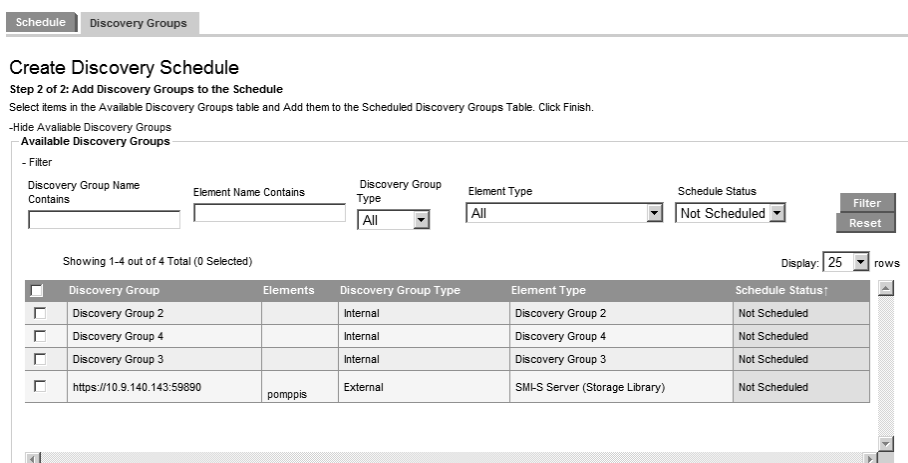 Schedule Discovery Groups
Create Discovery Schedule
Step 2 of 2: Add Discovery Groups to the Schedule
Select items in the Available Discovery Groups table and Add them to the Scheduled Discovery Groups Table. Click Finish.
-Hide Avaliable Discovery Groups
Available Discovery Groups
- Filter
Discovery Group Name Contains
Element Name Contains
Discovery Group Type
All
Element Type
All
Schedule Status
Not Scheduled
Filter
Reset
Showing 1-4 out of 4 Total (0 Selected)
Display: 25 rows
Discovery Group Elements Discovery Group Type Element Type Schedule Status↑
Discovery Group 2 Internal Discovery Group 2 Not Scheduled
Discovery Group 4 Internal Discovery Group 4 Not Scheduled
Discovery Group 3 Internal Discovery Group 3 Not Scheduled
https://10.9.140.143:59890 pomppis External SMI-S Server (Storage Library) Not Scheduled